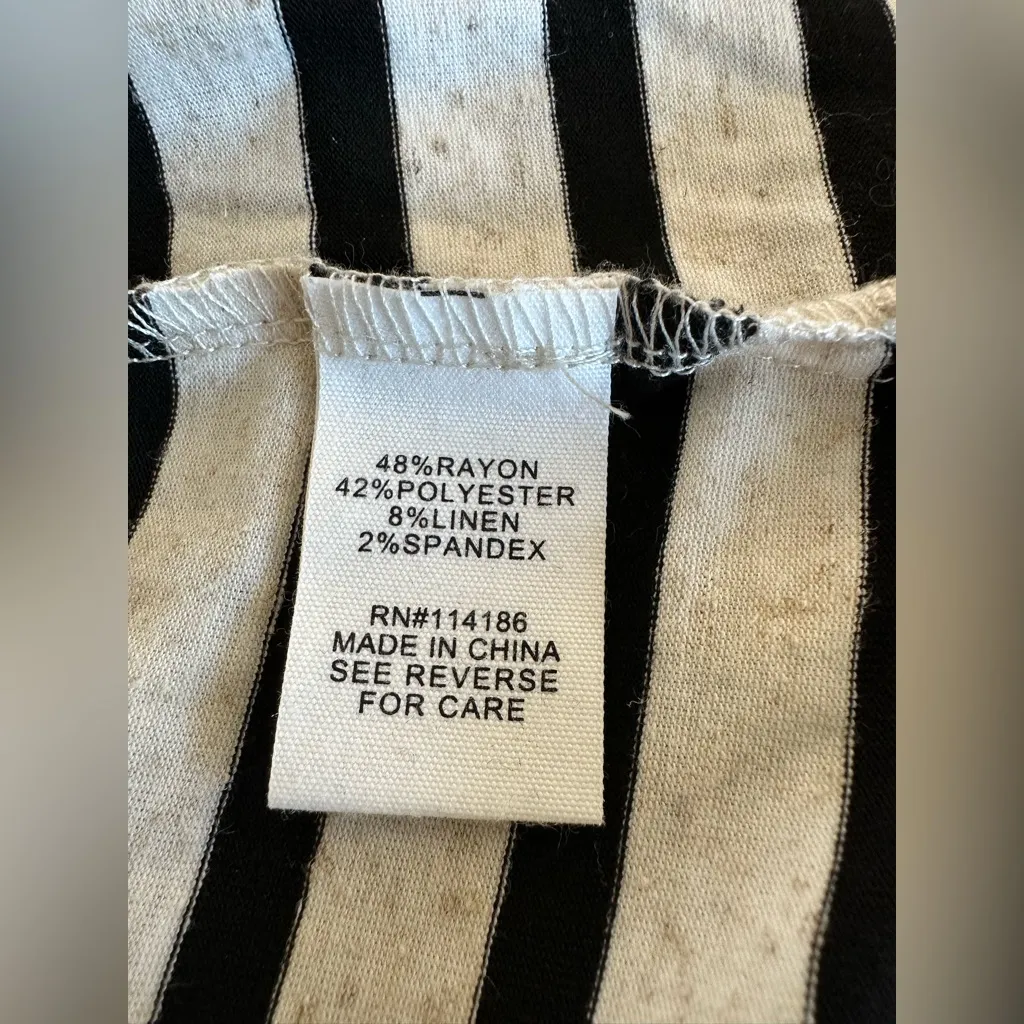 48%RAYON
42%POLYESTER
8%LINEN
2%SPANDEX
RN#114186
MADE IN CHINA
SEE REVERSE
FOR CARE